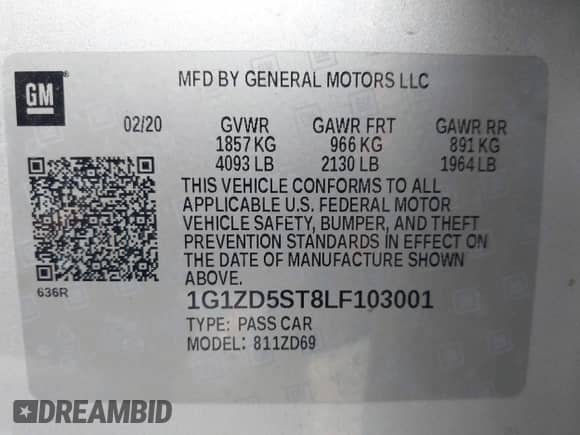 GM
MFD BY GENERAL MOTORS LLC
02/20 GVWR GAWR FRT GAWR RR
1857 KG 966 KG 891 KG
4093 LB 2130 LB 1964 LB
THIS VEHICLE CONFORMS TO ALL
APPLICABLE U.S. FEDERAL MOTOR
VEHICLE SAFETY, BUMPER, AND THEFT
PREVENTION STANDARDS IN EFFECT ON
THE DATE OF MANUFACTURE SHOWN
ABOVE.
636R
1G1ZD5ST8LF103001
TYPE: PASS CAR
MODEL: 811ZD69
DREAMBID